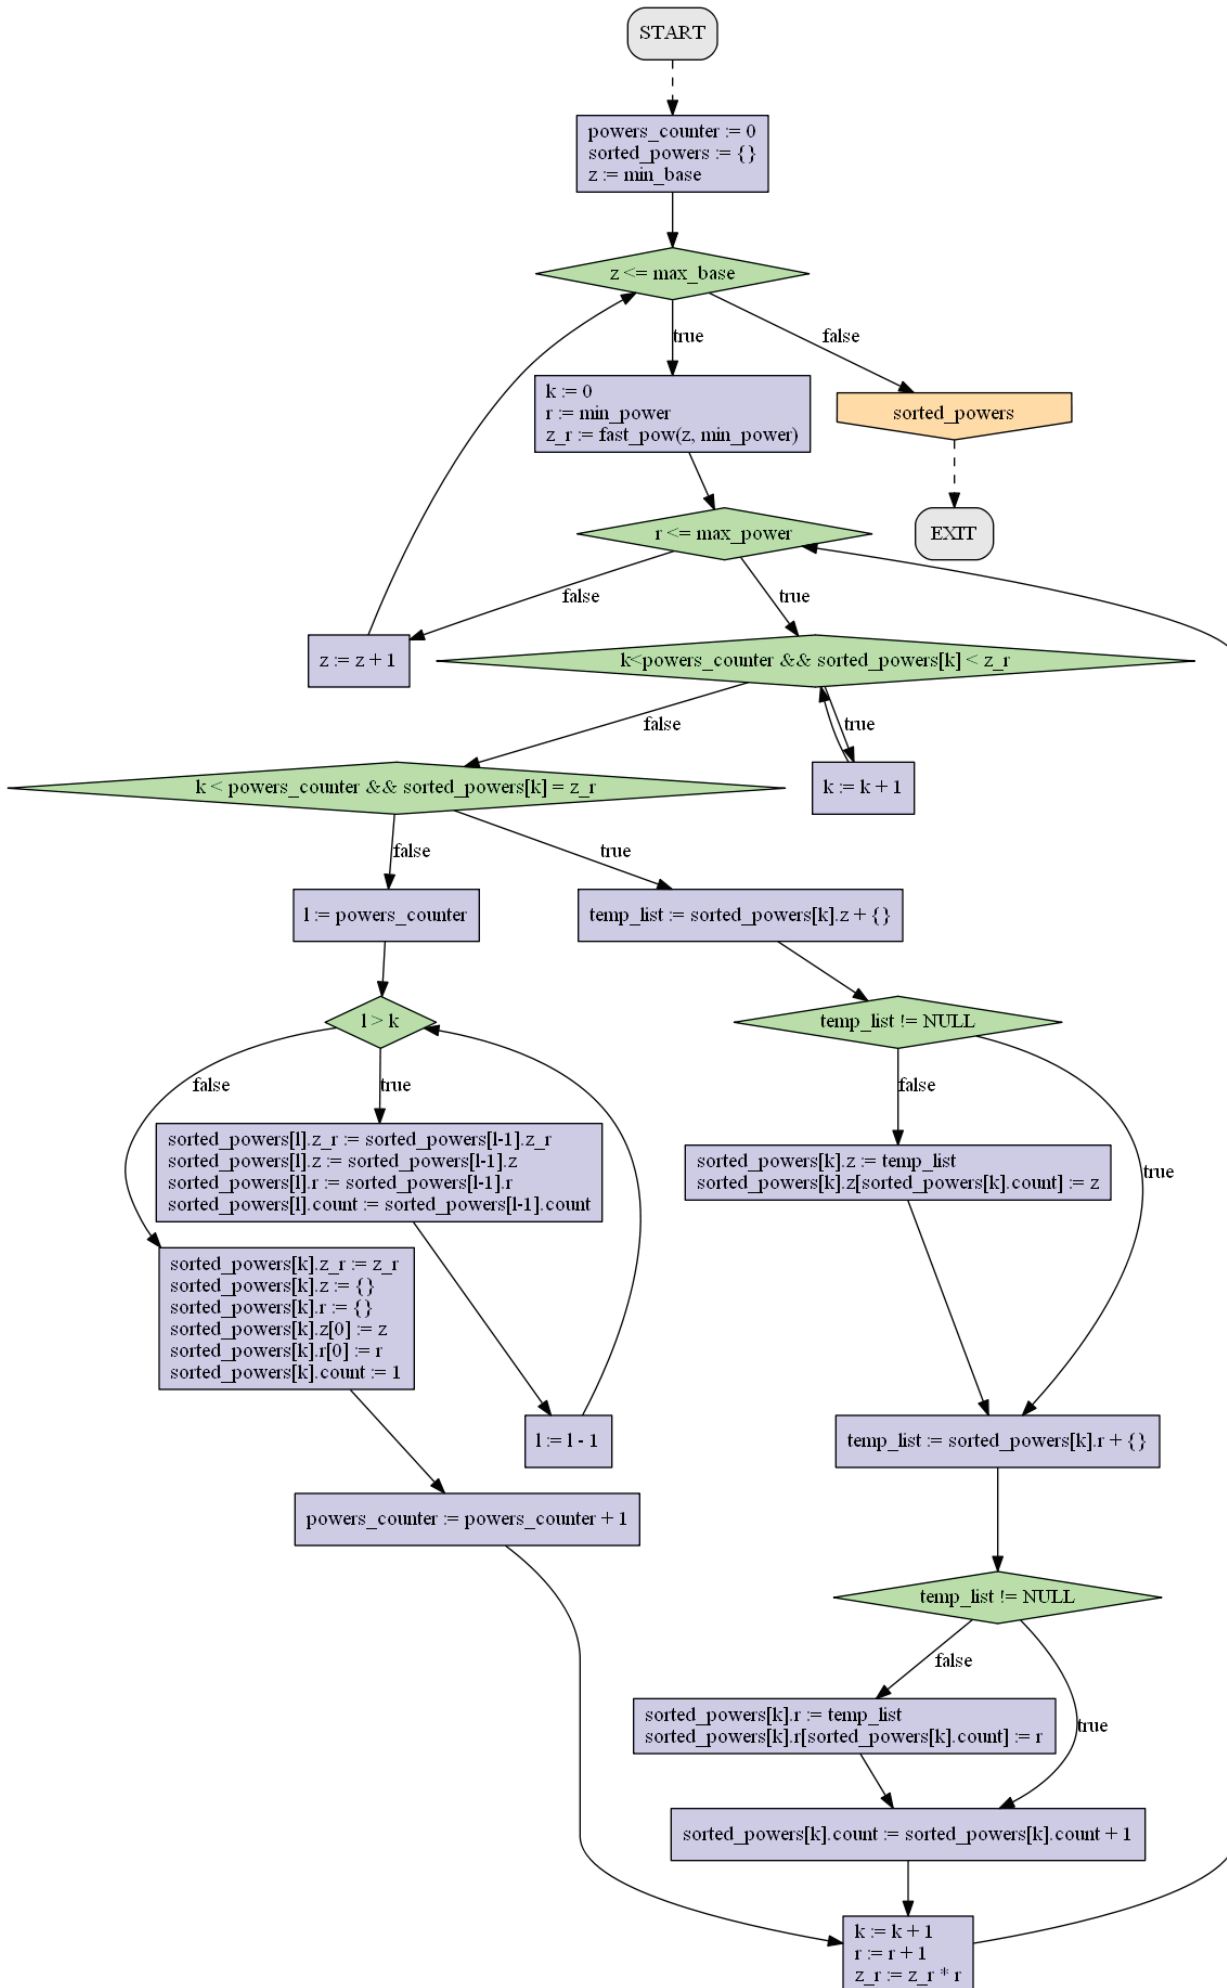 START
powers_counter := 0
sorted_powers := {}
z := min_base
z <= max_base
true
false
k := 0
r := min_power
z_r := fast_pow(z, min_power)
sorted_powers
r <= max_power
EXIT
false
true
z := z + 1
k<powers_counter && sorted_powers[k] < z_r
false
true
k < powers_counter && sorted_powers[k] = z_r
k := k + 1
false
true
l := powers_counter
temp_list := sorted_powers[k].z + {}
l > k
temp_list != NULL
false
true
false
true
sorted_powers[l].z_r := sorted_powers[l-1].z_r
sorted_powers[l].z := sorted_powers[l-1].z
sorted_powers[l].r := sorted_powers[l-1].r
sorted_powers[l].count := sorted_powers[l-1].count
sorted_powers[k].z := temp_list
sorted_powers[k].z[sorted_powers[k].count] := z
sorted_powers[k].z_r := z_r
sorted_powers[k].z := {}
sorted_powers[k].r := {}
sorted_powers[k].z[0] := z
sorted_powers[k].r[0] := r
sorted_powers[k].count := 1
l := l - 1
temp_list := sorted_powers[k].r + {}
powers_counter := powers_counter + 1
temp_list != NULL
false
true
sorted_powers[k].r := temp_list
sorted_powers[k].r[sorted_powers[k].count] := r
sorted_powers[k].count := sorted_powers[k].count + 1
k := k + 1
r := r + 1
z_r := z_r * r